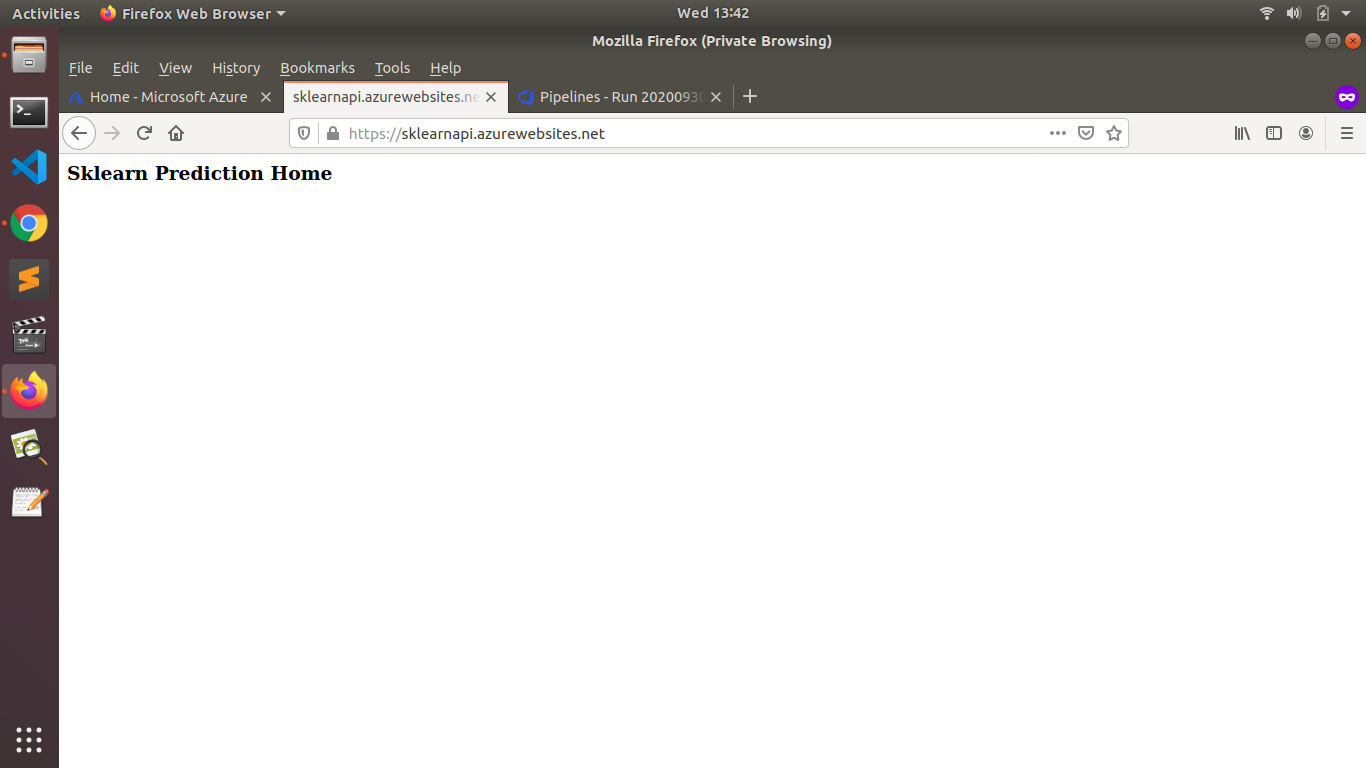 Activities Firefox Web Browser Wed 13:42
Mozilla Firefox (Private Browsing)
File Edit View History Bookmarks Tools Help
Home - Microsoft Azure sklearnapi.azurewebsites.ne Pipelines - Run 20200930
https://sklearnapi.azurewebsites.net
Sklearn Prediction Home